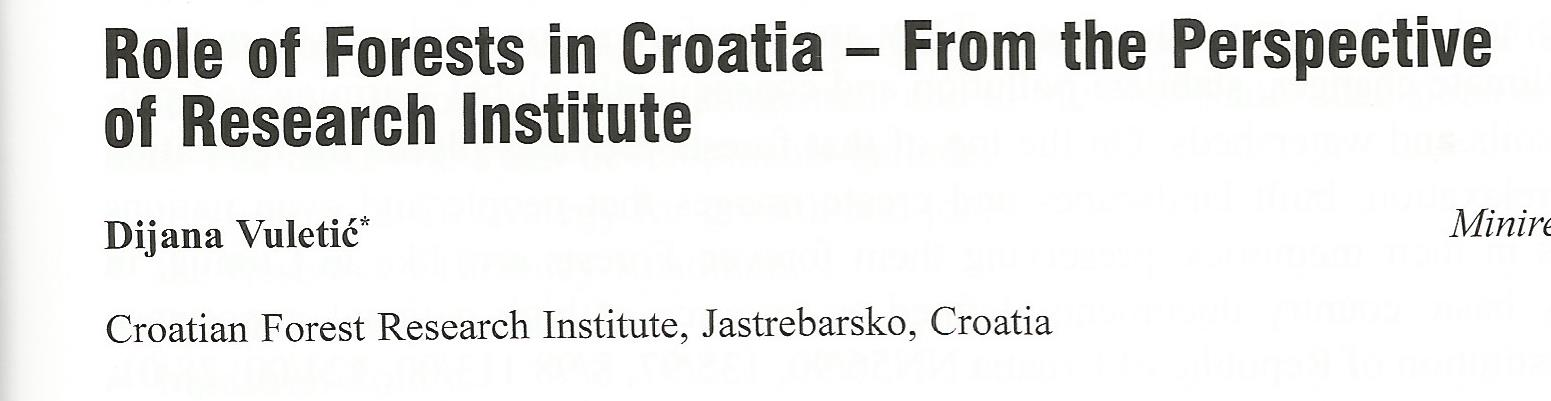 Role of Forests in Croatia – From the Perspective
of Research Institute
Dijana Vuletić*
Croatian Forest Research Institute, Jastrebarsko, Croatia